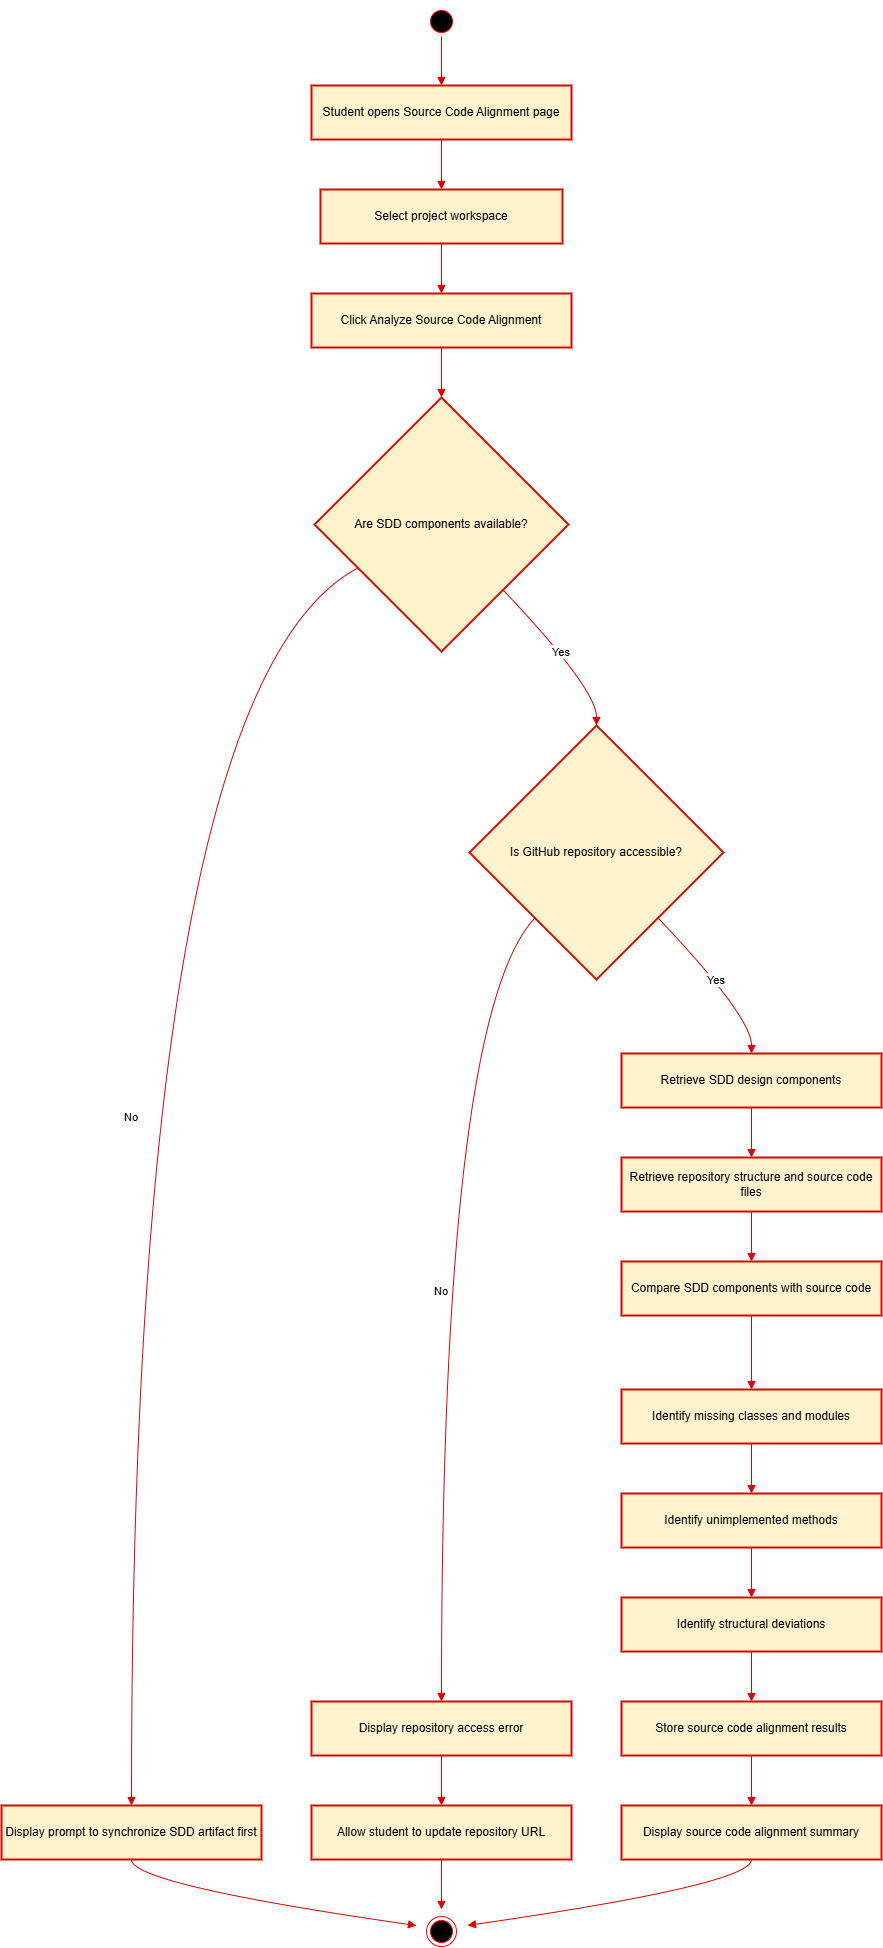 Student opens Source Code Alignment page
Select project workspace
Click Analyze Source Code Alignment
Are SDD components available?
Yes
Is GitHub repository accessible?
Yes
Retrieve SDD design components
No
Retrieve repository structure and source code
files
Compare SDD components with source code
No
Identify missing classes and modules
Identify unimplemented methods
Identify structural deviations
Display repository access error
Store source code alignment results
Display prompt to synchronize SDD artifact first
Allow student to update repository URL
Display source code alignment summary